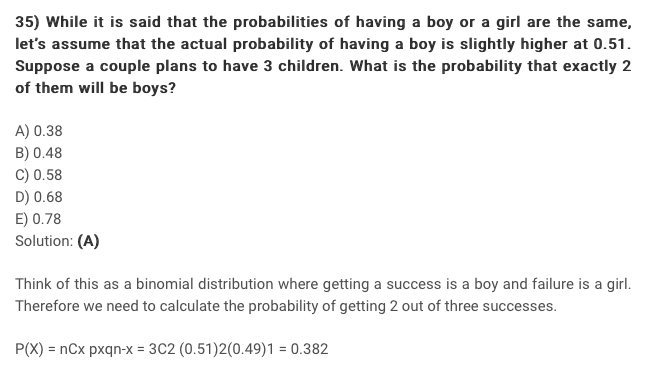 35) While it is said that the probabilities of having a boy or a girl are the same,
let's assume that the actual probability of having a boy is slightly higher at 0.51.
Suppose a couple plans to have 3 children. What is the probability that exactly 2
of them will be boys?
A) 0.38
B) 0.48
C) 0.58
D) 0.68
E) 0.78
Solution: (A)
Think of this as a binomial distribution where getting a success is a boy and failure is a girl.
Therefore we need to calculate the probability of getting 2 out of three successes.
P(X) = nCx pxqn-x = 3C2 (0.51)2(0.49)1 = 0.382